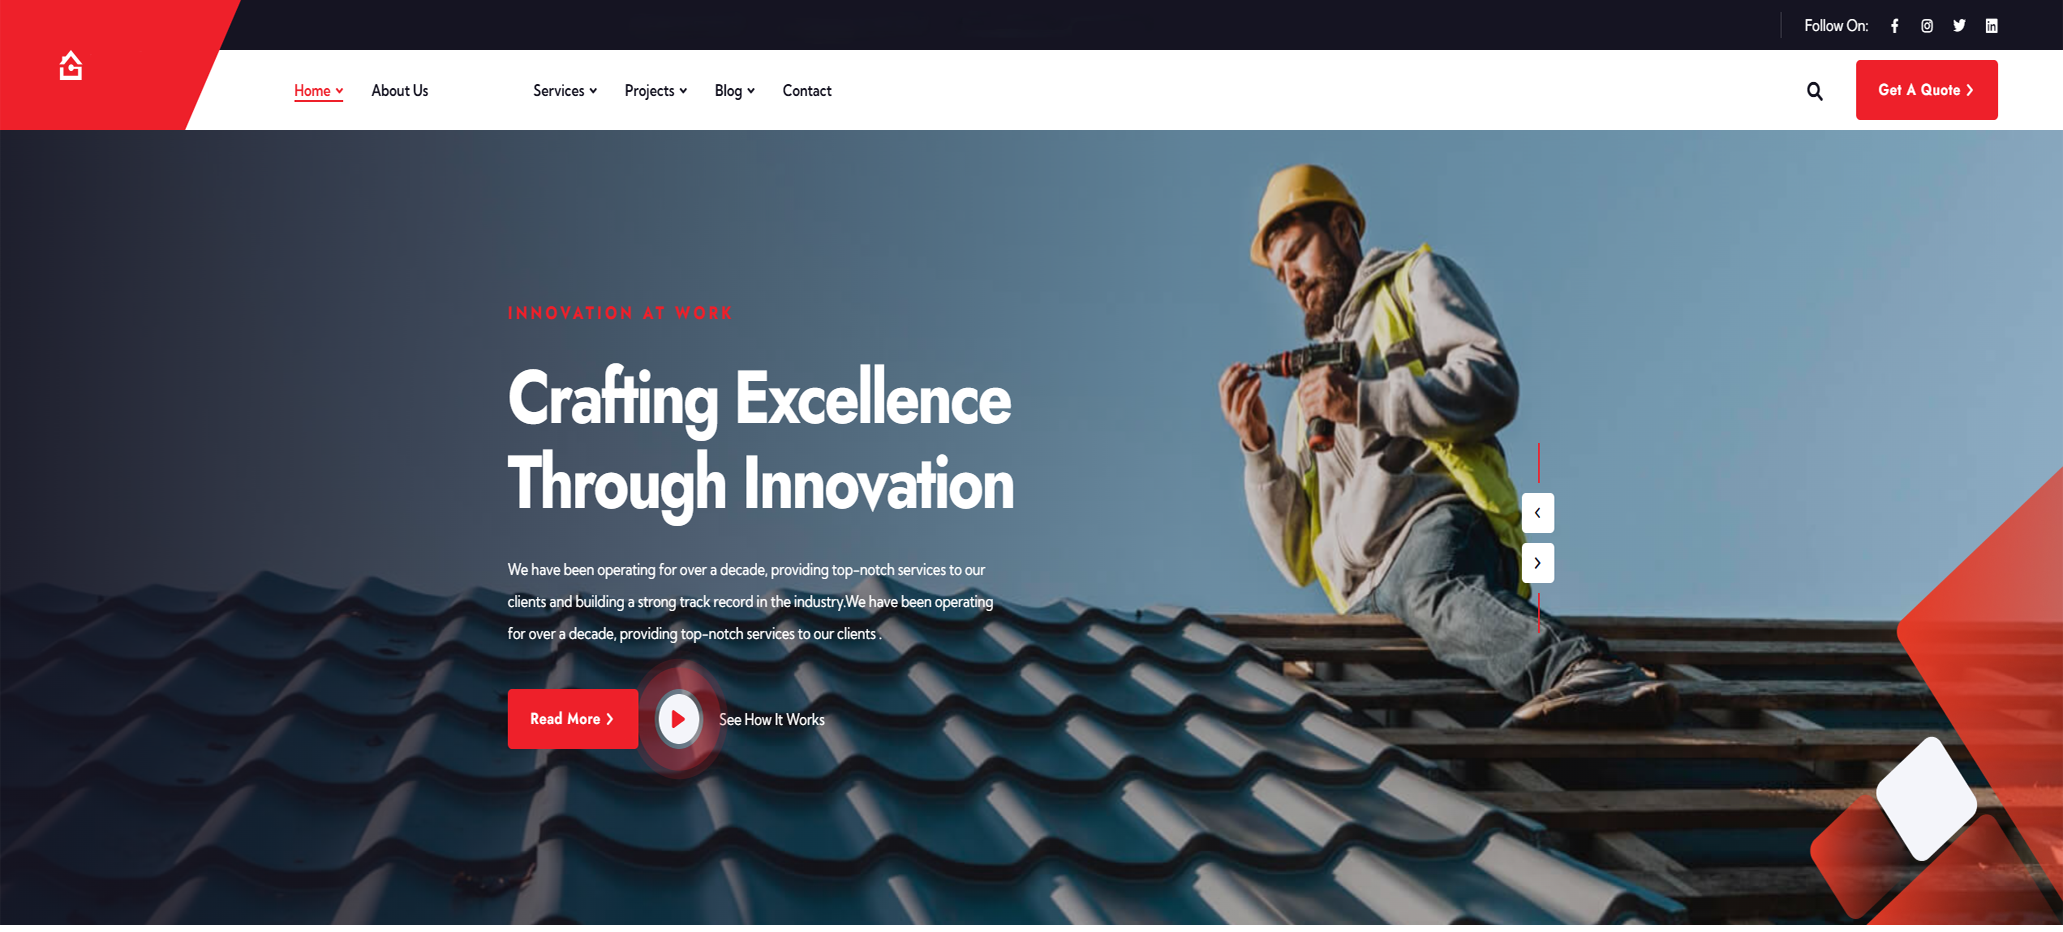 Follow On:
Home About Us Services Projects Blog Contact
Get A Quote
INNOVATION AT WORK
Crafting Excellence
Through Innovation
We have been operating for over a decade, providing top-notch services to our
clients and building a strong track record in the industry.We have been operating
for over a decade, providing top-notch services to our clients .
Read More
See How It Works